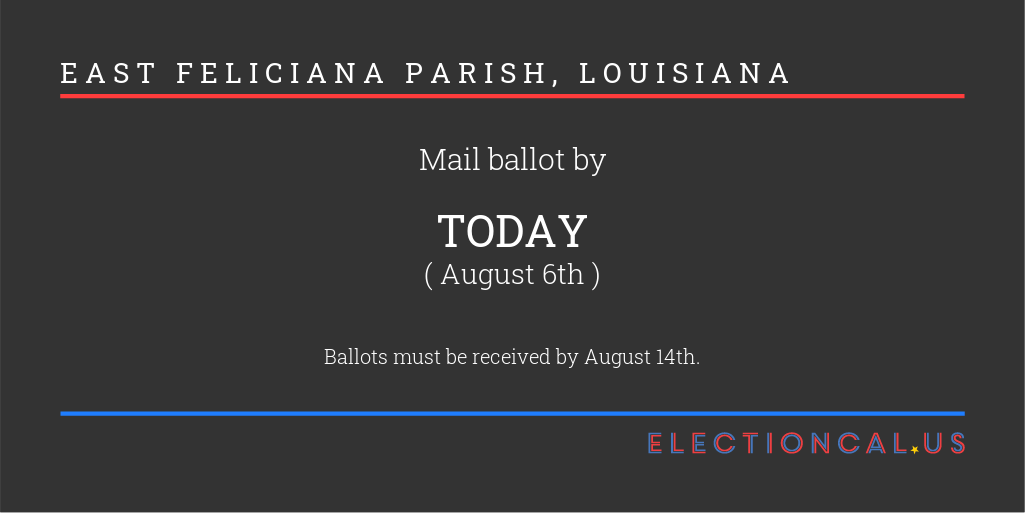 EAST FELICIANA PARISH, LOUISIANA
Mail ballot by
TODAY
( August 6th )
Ballots must be received by August 14th.
ELECTIONCAL.US